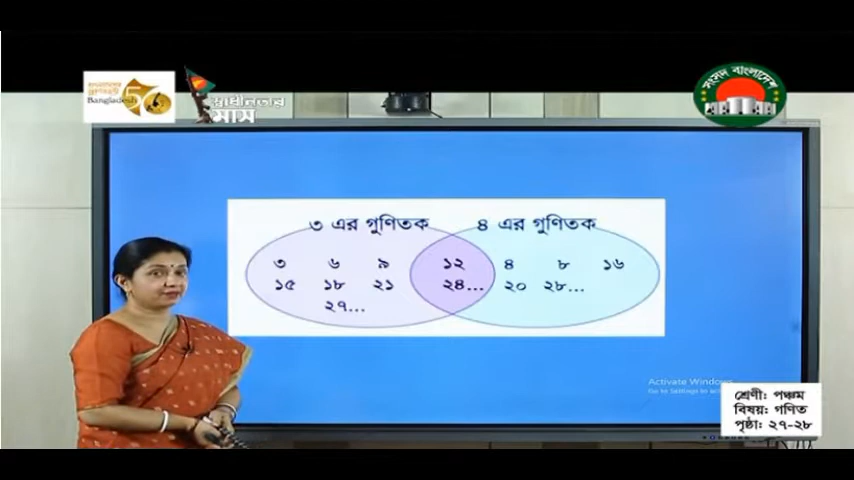 Bangladesh
50
স্বাধীনতার
মাস
সংসদ বাংলাদেশ
৩ এর গুণিতক ৪ এর গুণিতক
৩ ৬ ৯ ১২ ৪ ৮ ১৬
১৫ ১৮ ২১ ২৪... ২০ ২৮...
২৭...
Activate Windows
শ্রেণী: পঞ্চম
বিষয়: গণিত
পৃষ্ঠা: ২৭-২৮